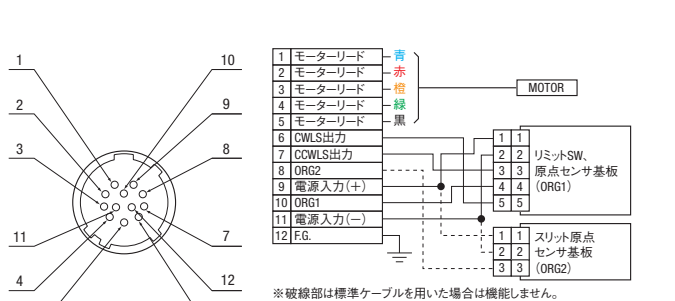 1
10
2
9
3
8
11
7
4
12
1 モーターリード 青
2 モーターリード 赤
3 モーターリード 橙
4 モーターリード 緑
5 モーターリード 黒
6 CWLS出力
7 CCWLS出力
8 ORG2
9 電源入力(+)
10 ORG1
11 電源入力(−)
12 F.G.
MOTOR
1 1
2 2
3 3
4 4
5 5
リミットSW、
原点センサ基板
(ORG1)
1 1
2 2
3 3
スリット原点
センサ基板
(ORG2)
※破線部は標準ケーブルを用いた場合は機能しません。